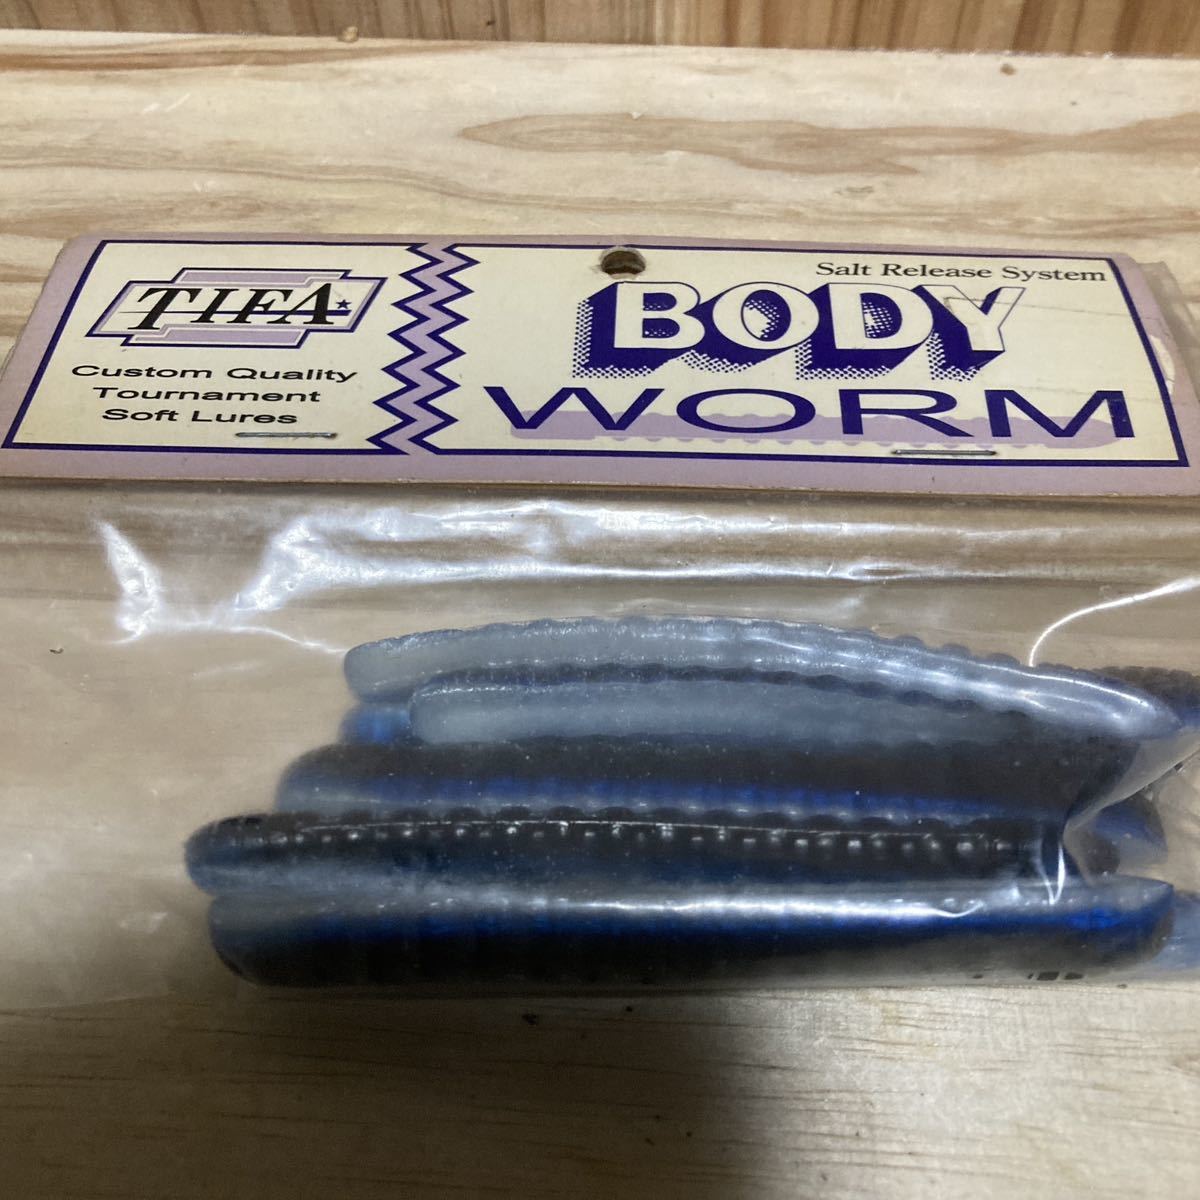 TIFA
Custom Quality
Tournament
Soft Lures
Salt Release System
BODY
WORM